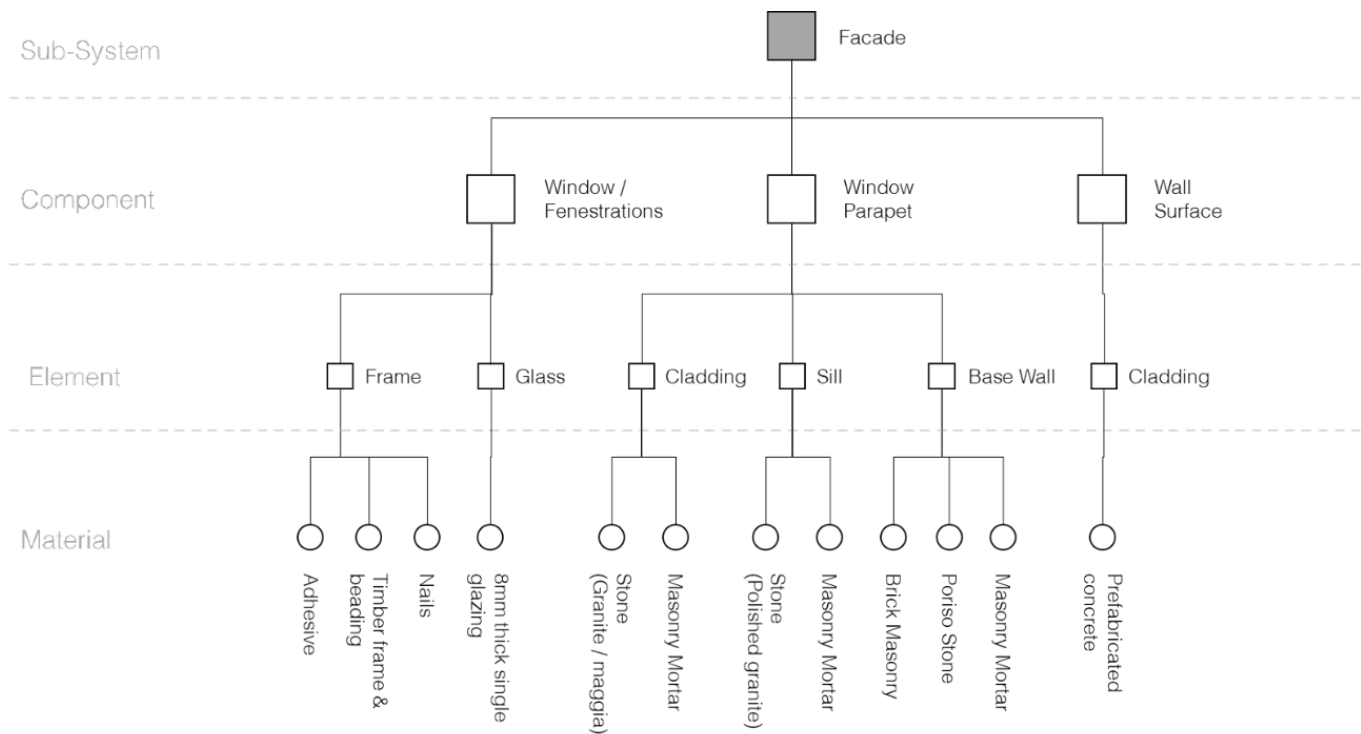 Sub-System
Facade
Component
Window /
Fenestrations
Window
Parapet
Wall
Surface
Element
Frame
Glass
Cladding
Sill
Base Wall
Cladding
Material
Adhesive
Timber frame &
beading
Nails
8mm thick single
glazing
Stone
(Granite / maggia)
Masonry Mortar
Stone
(Polished granite)
Masonry Mortar
Brick Masonry
Poriso Stone
Masonry Mortar
Prefabricated
concrete